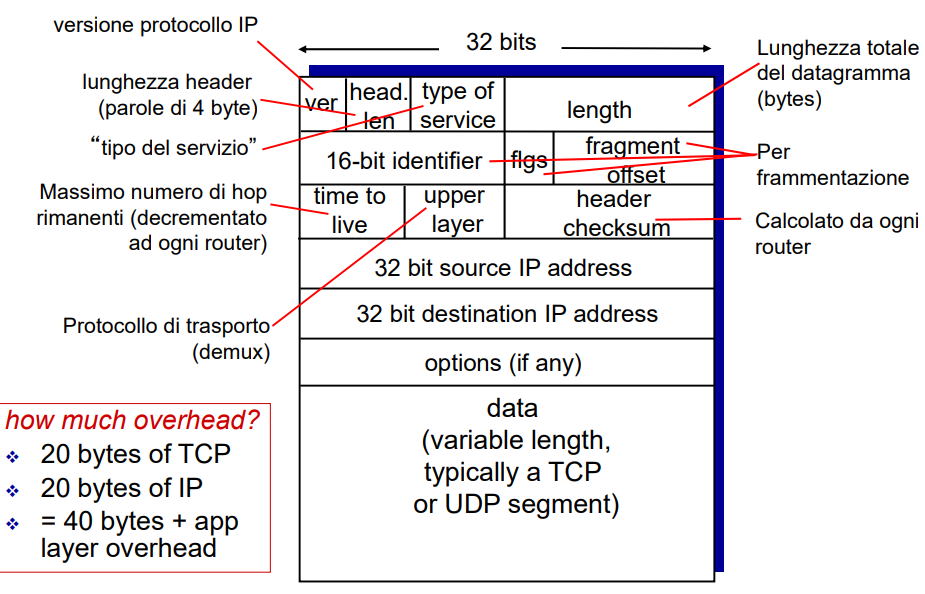 versione protocollo IP
32 bits
lunghezza header
(parole di 4 byte)
“tipo del servizio”
Massimo numero di hop
rimanenti (decrementato
ad ogni router)
Protocollo di trasporto
(demux)
ver
head.
len
type of
service
length
16-bit identifier
flgs
fragment
offset
time to
live
upper
layer
header
checksum
32 bit source IP address
32 bit destination IP address
options (if any)
data
(variable length,
typically a TCP
or UDP segment)
Lunghezza totale
del datagramma
(bytes)
Per
frammentazione
Calcolato da ogni
router
how much overhead?
❖ 20 bytes of TCP
❖ 20 bytes of IP
❖ = 40 bytes + app
layer overhead